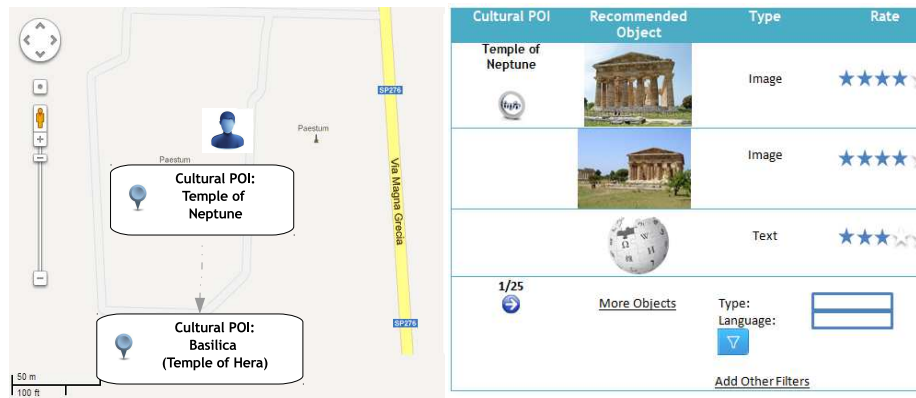 SP276
Paestum
Paestum
Cultural POI:
Temple of
Neptune
Via Magna Grecia
SP276
Cultural POI:
Basilica
(Temple of Hera)
50 m
100 ft
Cultural POI
Recommended
Object
Type
Rate
Temple of
Neptune
Image
Image
Text
1/25
More Objects
Type:
Language:
Add Other Filters